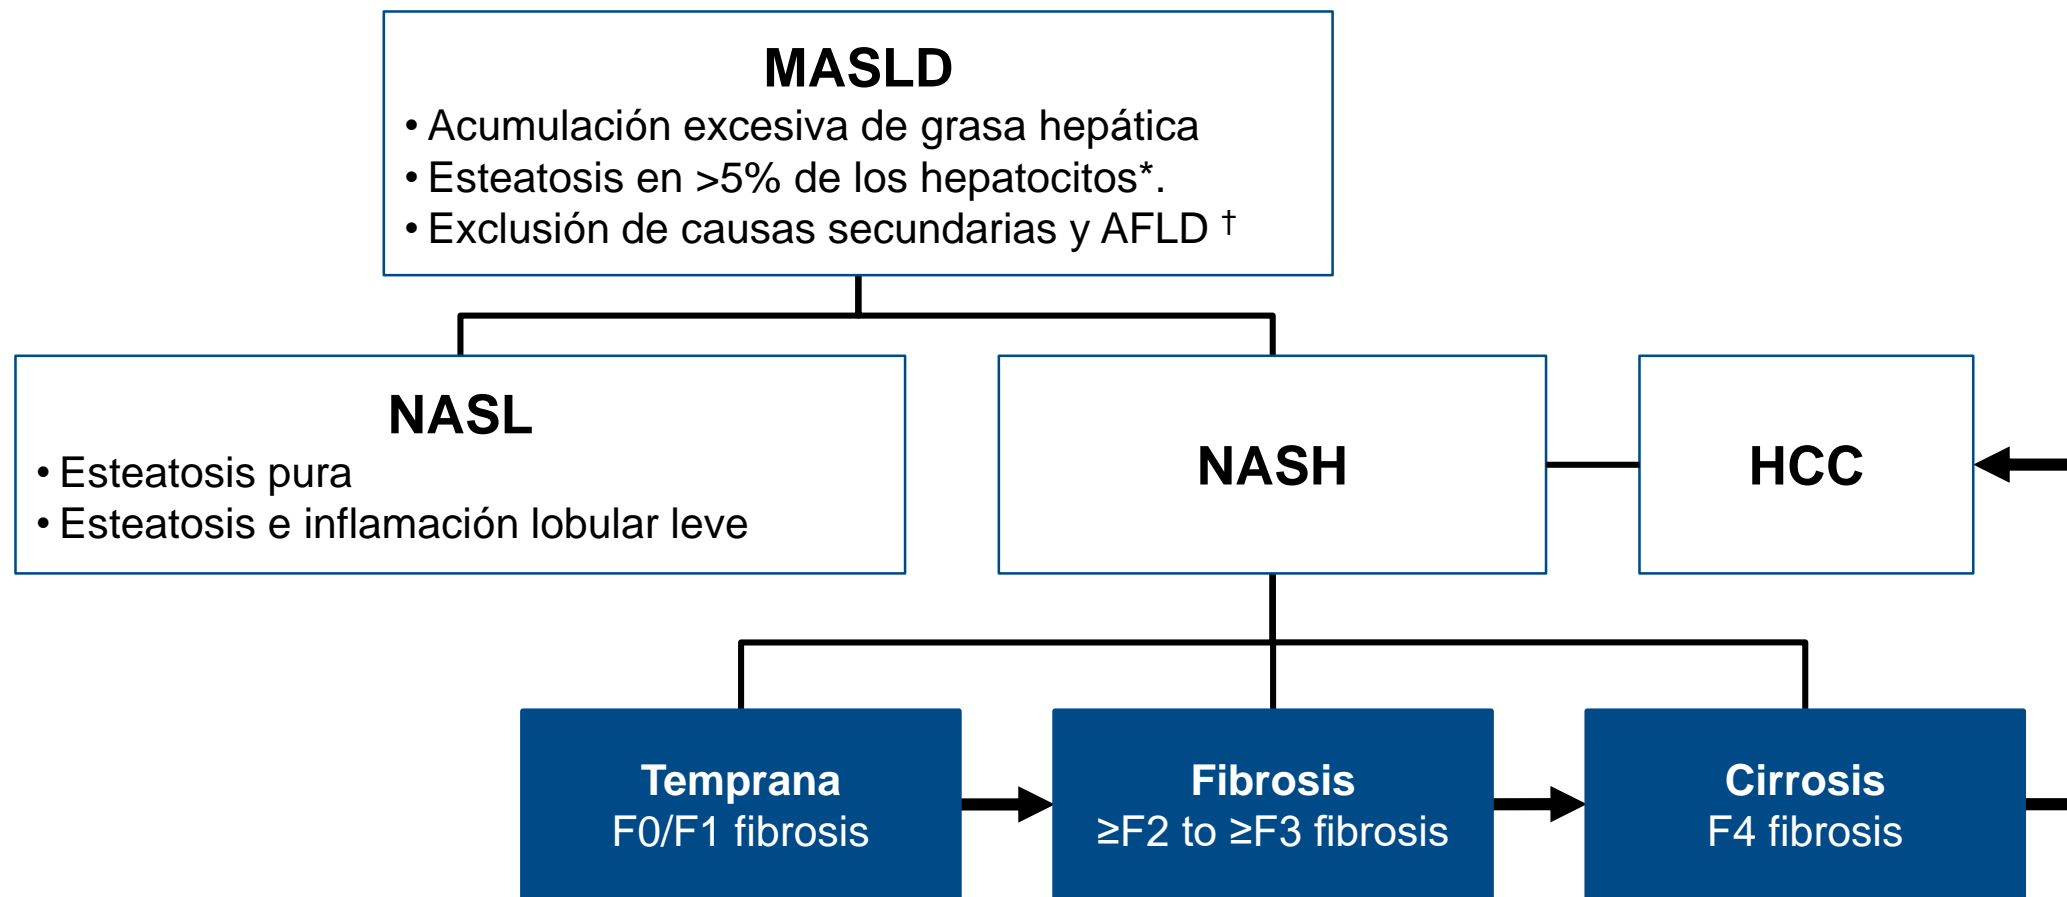 MASLD
• Acumulación excesiva de grasa hepática
• Esteatosis en >5% de los hepatocitos*.
• Exclusión de causas secundarias y AFLD †
NASL
• Esteatosis pura
• Esteatosis e inflamación lobular leve
NASH
HCC
Temprana
F0/F1 fibrosis
Fibrosis
≥F2 to ≥F3 fibrosis
Cirrosis
F4 fibrosis